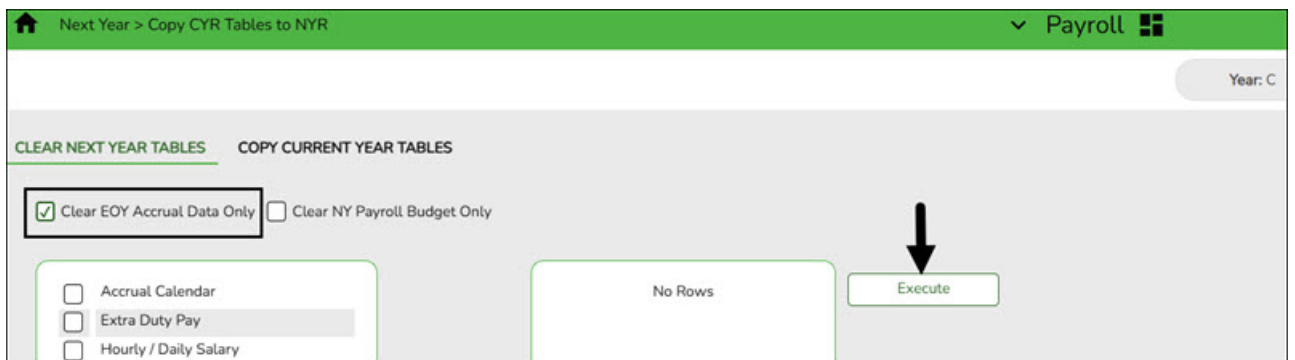 Next Year > Copy CYR Tables to NYR
Payroll
Year: C
CLEAR NEXT YEAR TABLES COPY CURRENT YEAR TABLES
Clear EOY Accrual Data Only Clear NY Payroll Budget Only
Accrual Calendar
No Rows
Execute
Extra Duty Pay
Hourly / Daily Salary